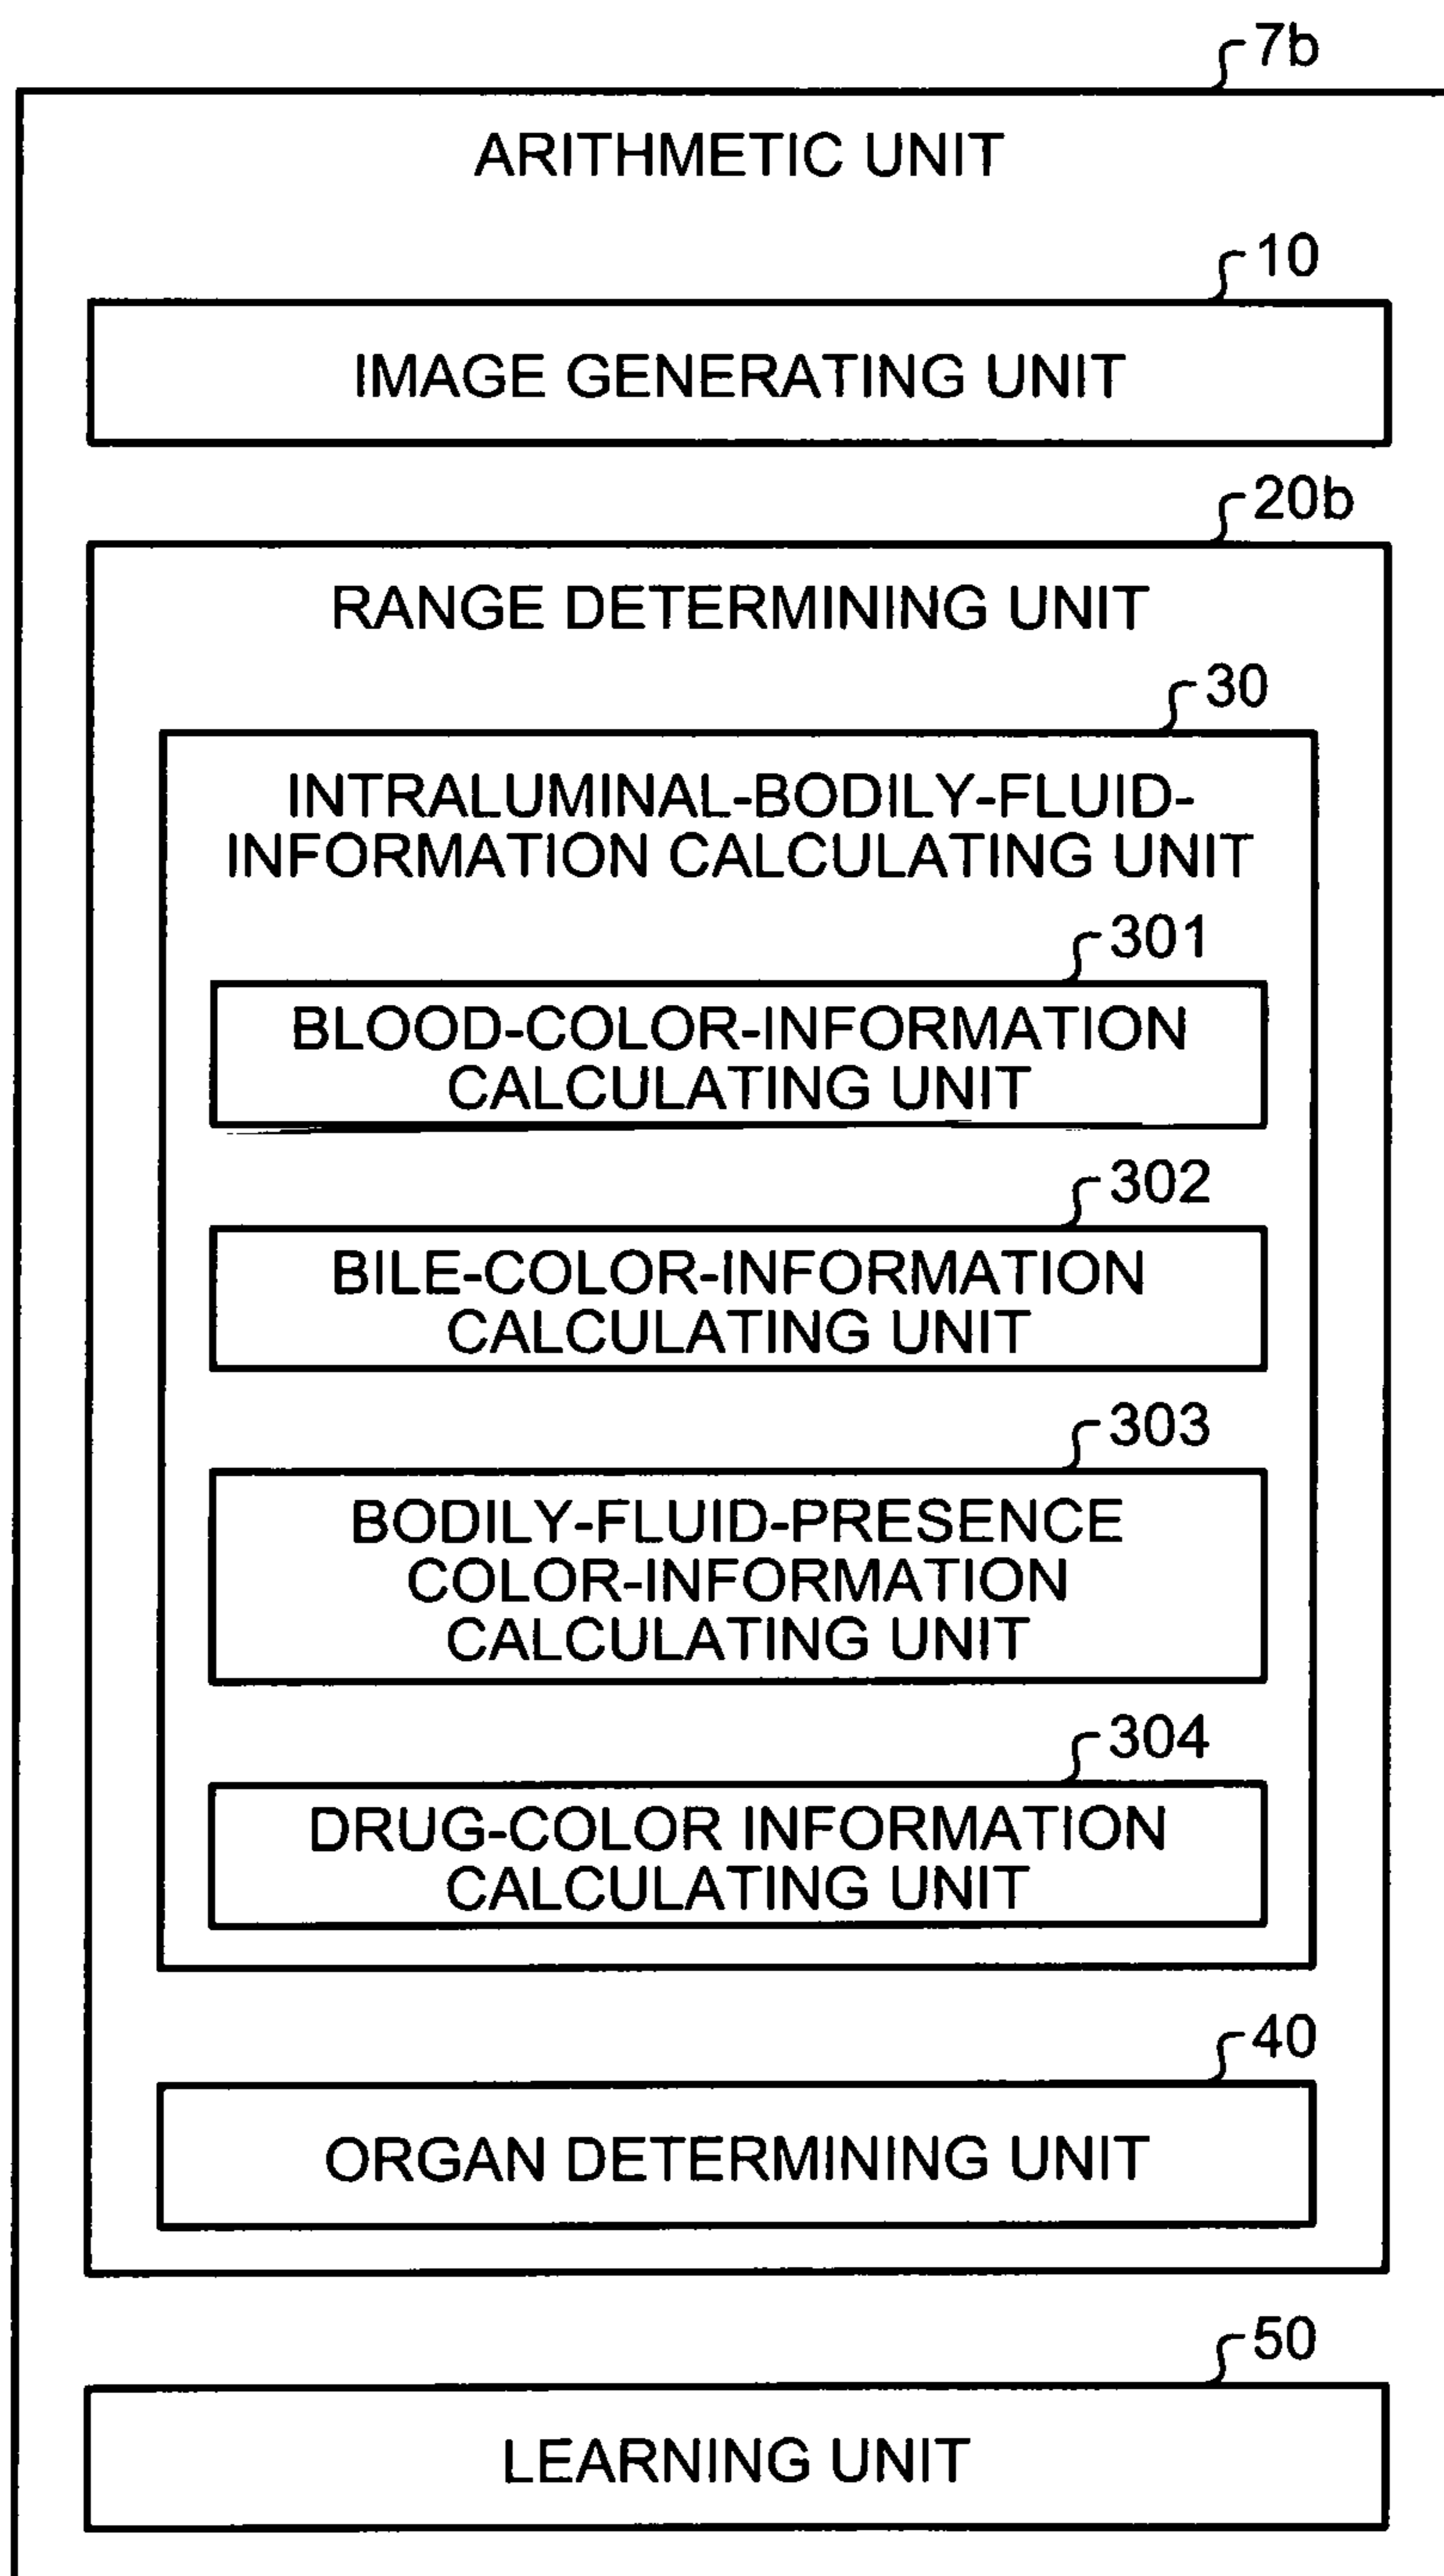 7b
ARITHMETIC UNIT
10
IMAGE GENERATING UNIT
20b
RANGE DETERMINING UNIT
30
INTRALUMINAL-BODILY-FLUID-
INFORMATION CALCULATING UNIT
301
BLOOD-COLOR-INFORMATION
CALCULATING UNIT
302
BILE-COLOR-INFORMATION
CALCULATING UNIT
303
BODILY-FLUID-PRESENCE
COLOR-INFORMATION
CALCULATING UNIT
304
DRUG-COLOR INFORMATION
CALCULATING UNIT
40
ORGAN DETERMINING UNIT
50
LEARNING UNIT